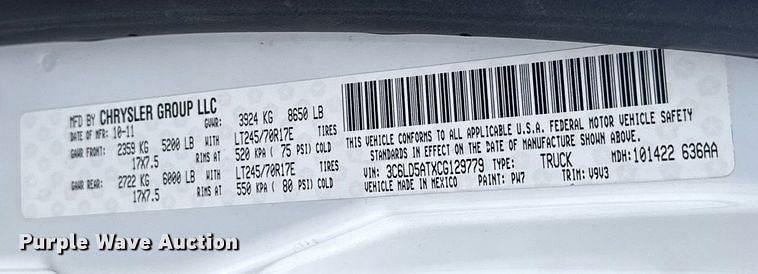 MFD BY CHRYSLER GROUP LLC
DATE OF MFR: 10-11 GVWR: 3924 KG 8650 LB
GAWR FRONT: 2359 KG 5200 LB WITH LT245/70R17E TIRES
17X7.5 RIMS AT 520 KPA ( 75 PSI) COLD
GAWR REAR: 2722 KG 6000 LB WITH LT245/70R17E TIRES
17X7.5 RIMS AT 550 KPA ( 80 PSI) COLD
THIS VEHICLE CONFORMS TO ALL APPLICABLE U.S.A. FEDERAL MOTOR VEHICLE SAFETY
STANDARDS IN EFFECT ON THE DATE OF MANUFACTURE SHOWN ABOVE.
VIN: 3C6LD5ATXCG129779 TYPE: TRUCK MDH: 101422 636AA
VEHICLE MADE IN MEXICO PAINT: PW7 TRIM: V9V3
Purple Wave Auction